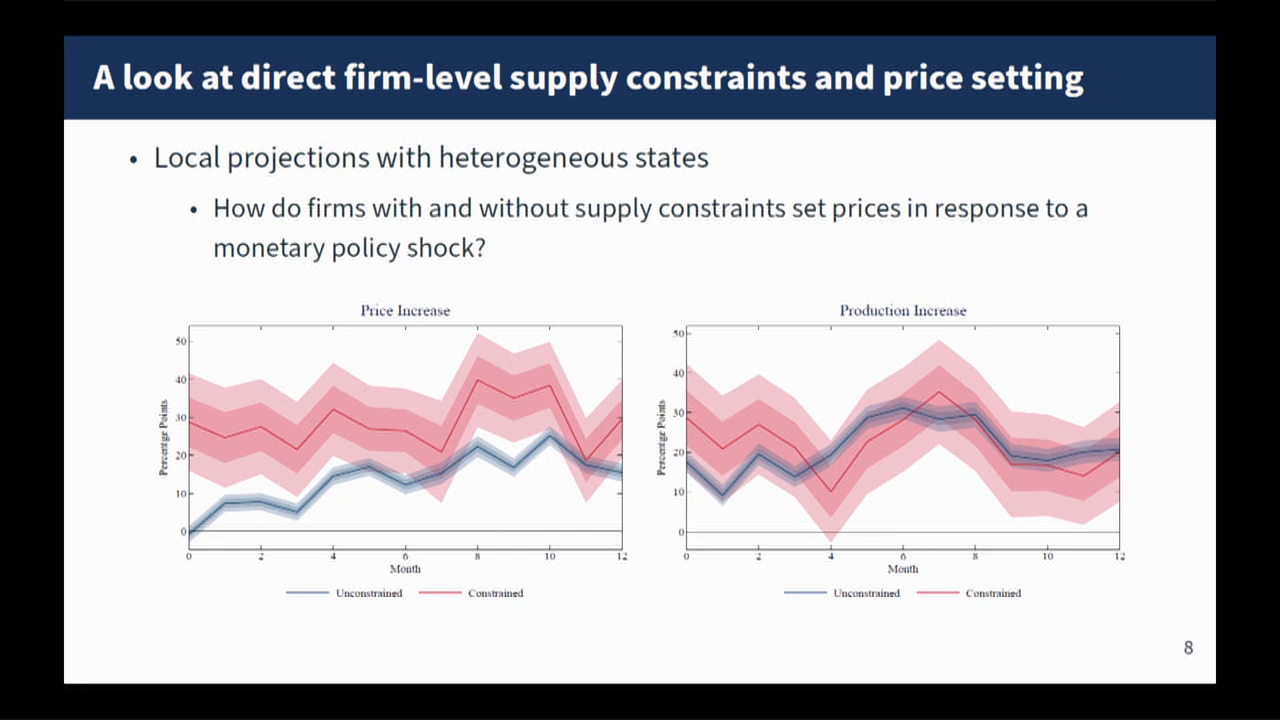 A look at direct firm-level supply constraints and price setting
• Local projections with heterogeneous states
• How do firms with and without supply constraints set prices in response to a
monetary policy shock?
Price Increase
50
40
30
20
10
0
Percentage Points
0 2 4 6 8 10 12
Month
Unconstrained Constrained
Production Increase
50
40
30
20
10
0
Percentage Points
0 2 4 6 8 10 12
Month
Unconstrained Constrained
8